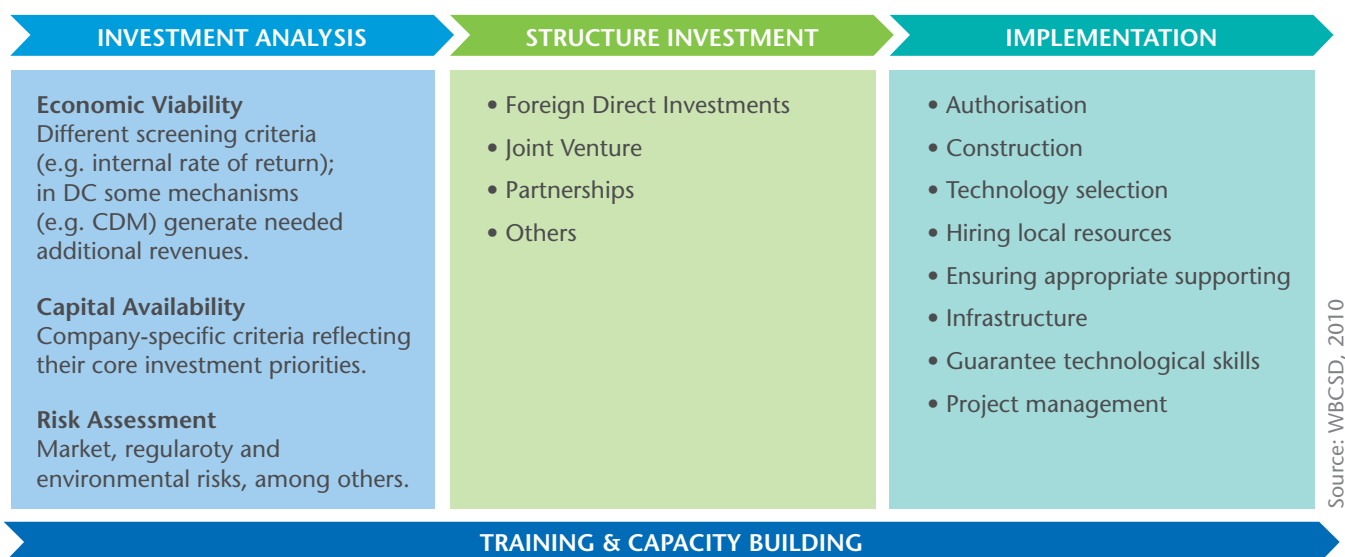 INVESTMENT ANALYSIS
Economic Viability
Different screening criteria
(e.g. internal rate of return);
in DC some mechanisms
(e.g. CDM) generate needed
additional revenues.
Capital Availability
Company-specific criteria reflecting
their core investment priorities.
Risk Assessment
Market, regularoty and
environmental risks, among others.
STRUCTURE INVESTMENT
• Foreign Direct Investments
• Joint Venture
• Partnerships
• Others
IMPLEMENTATION
• Authorisation
• Construction
• Technology selection
• Hiring local resources
• Ensuring appropriate supporting
• Infrastructure
• Guarantee technological skills
• Project management
Source: WBCSD, 2010
TRAINING & CAPACITY BUILDING